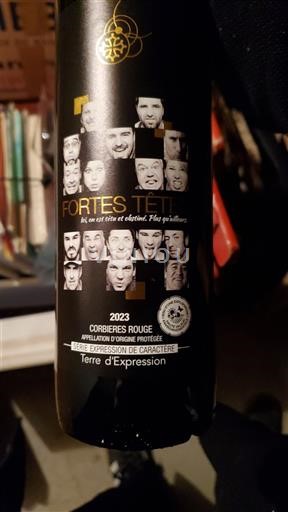 FORTES TÊT
Ici, on est têtu et obstiné. Plus qu'ailleurs.
2023
CORBIERES ROUGE
APPELLATION D'ORIGINE PROTÉGÉE
SÉRIE EXPRESSION DE CARACTÈRE
Terre d'Expression